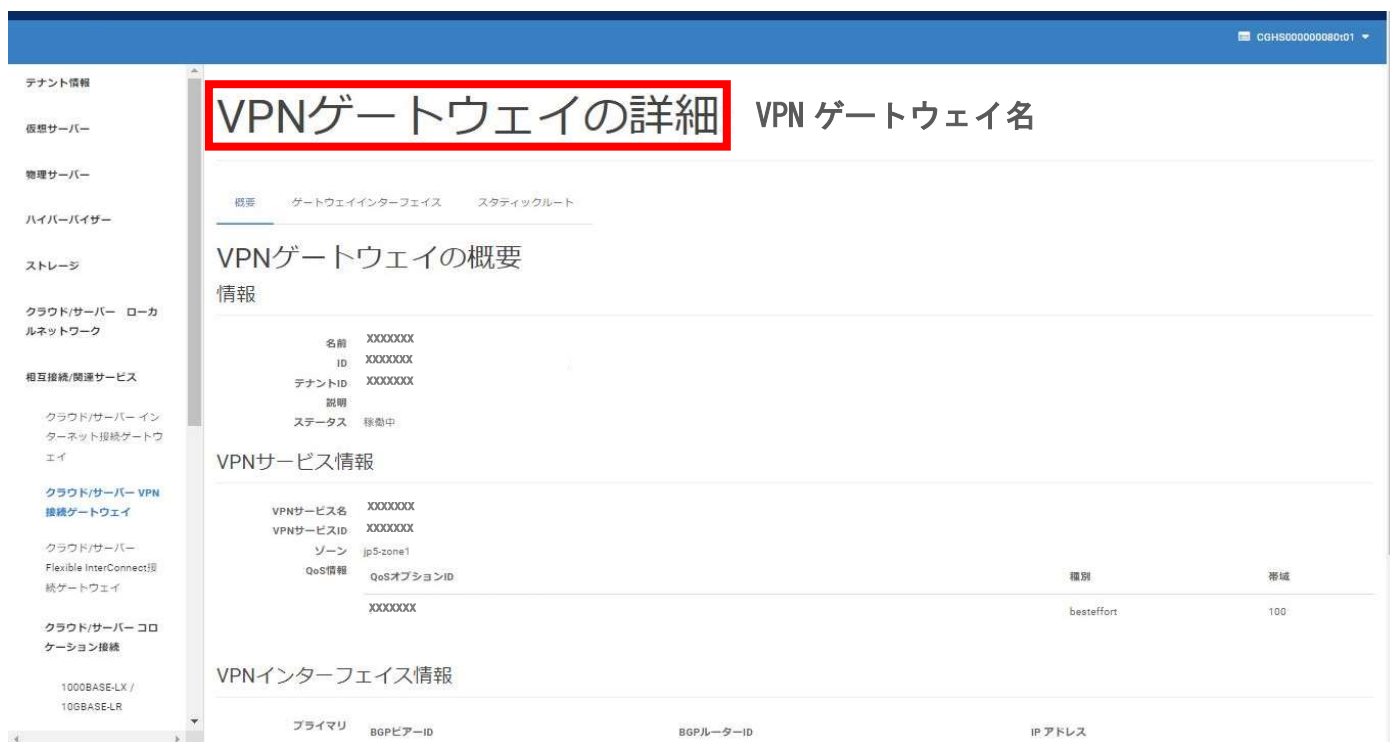 CGHS000000080t01
テナント情報
仮想サーバー
物理サーバー
ハイパーバイザー
ストレージ
クラウド/サーバー ローカ
ルネットワーク
相互接続/関連サービス
クラウド/サーバー イン
ターネット接続ゲートウ
ェイ
クラウド/サーバー VPN
接続ゲートウェイ
クラウド/サーバー
Flexible InterConnect接
続ゲートウェイ
クラウド/サーバー コロ
ケーション接続
1000BASE-LX /
10GBASE-LR
VPNゲートウェイの詳細 VPN ゲートウェイ名
概要 ゲートウェイインターフェイス スタティックルート
VPNゲートウェイの概要
情報
名前 XXXXXXX
ID XXXXXXX
テナントID XXXXXXX
説明
ステータス 稼働中
VPNサービス情報
VPNサービス名 XXXXXXX
VPNサービスID XXXXXXX
ゾーン jp5-zone1
QoS情報 QoSオプションID 種別 帯域
XXXXXXX besteffort 100
VPNインターフェイス情報
プライマリ BGPピアーID BGPルーターID IP アドレス